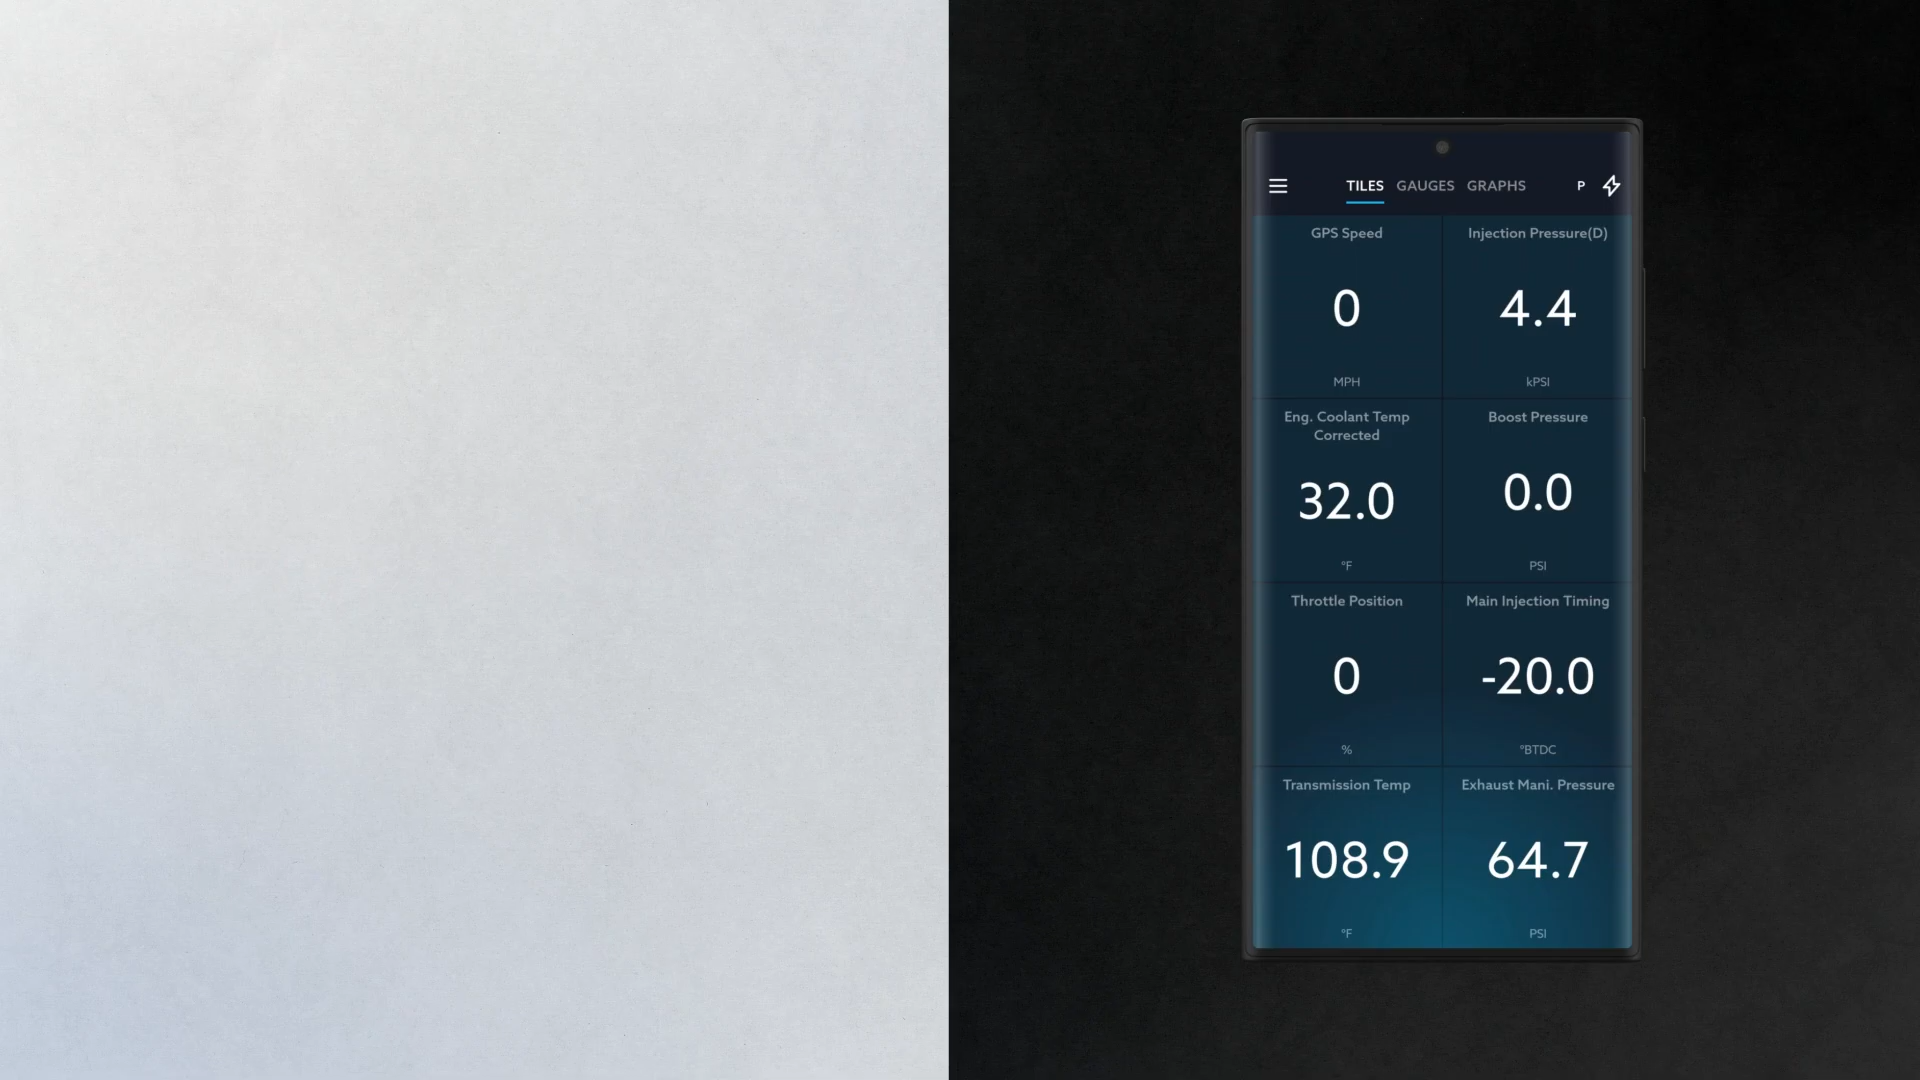 TILES GAUGES GRAPHS P
GPS Speed
0
MPH
Injection Pressure(D)
4.4
kPSI
Eng. Coolant Temp
Corrected
32.0
°F
Boost Pressure
0.0
PSI
Throttle Position
0
%
Main Injection Timing
-20.0
°BTDC
Transmission Temp
108.9
°F
Exhaust Mani. Pressure
64.7
PSI